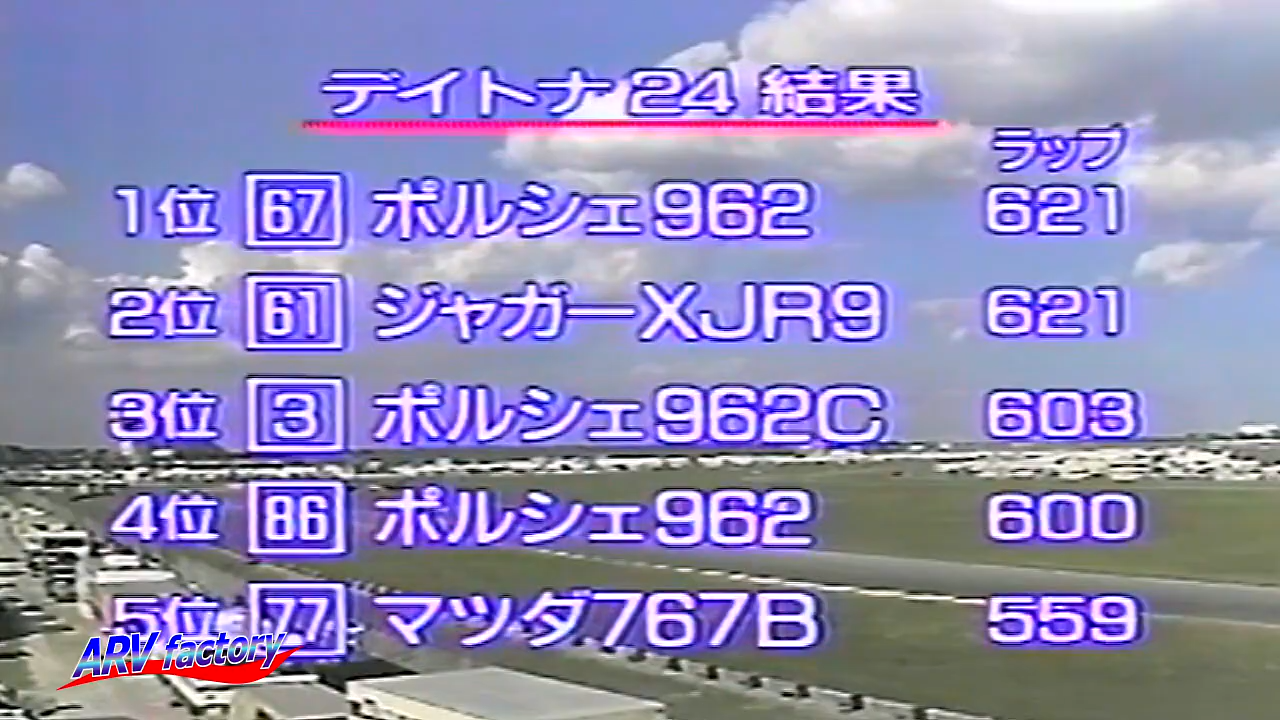 デイトナ24 結果
ラップ
1位 67 ポルシェ962 621
2位 61 ジャガーXJR9 621
3位 3 ポルシェ962C 603
4位 86 ポルシェ962 600
5位 77 マツダ767B 559
ARV factory